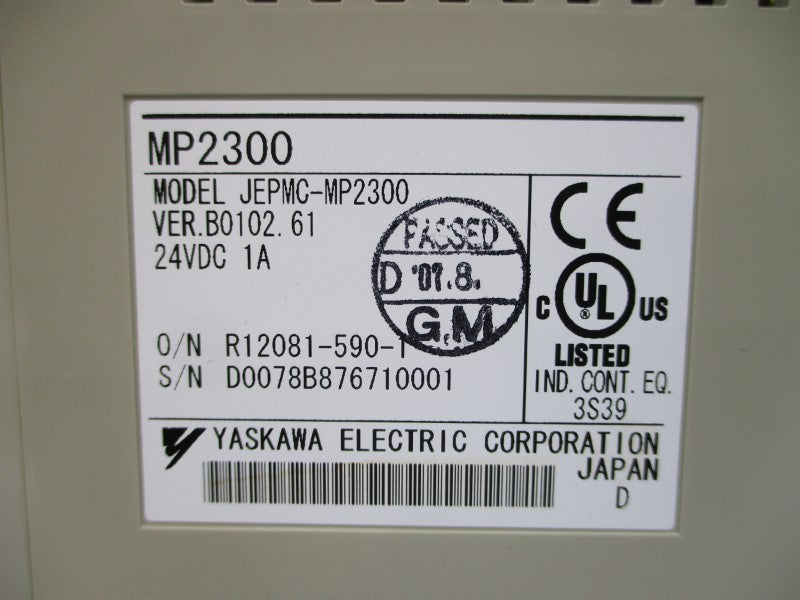 MP2300
MODEL JEPMC-MP2300
VER.B0102.61
24VDC 1A
PASSED
D '07.8.
G.M
O/N R12081-590-1
S/N D0078B876710001
CE
C UL US
®
LISTED
IND. CONT. EQ.
3S39
YASKAWA ELECTRIC CORPORATION
JAPAN
D